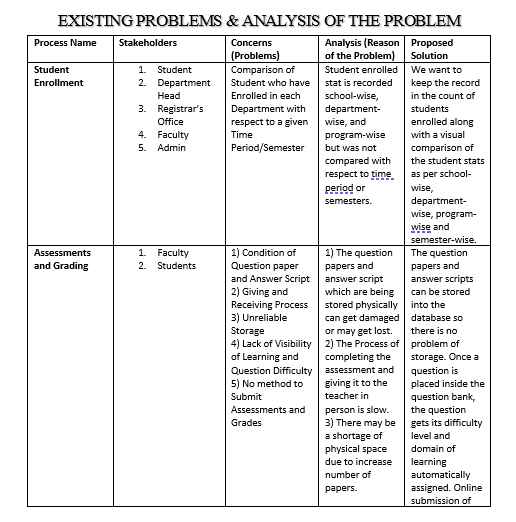 EXISTING PROBLEMS & ANALYSIS OF THE PROBLEM
Process Name
Stakeholders
Concerns
(Problems)
Analysis (Reason
of the Problem)
Proposed
Solution
Student
Enrollment
1. Student
2. Department
Head
3. Registrar's
Office
4. Faculty
5. Admin
Comparison of
Student who have
Enrolled in each
Department with
respect to a given
Time
Period/Semester
Student enrolled
stat is recorded
school-wise,
department-
wise, and
program-wise
but was not
compared with
respect to time
period or
semesters.
We want to
keep the record
in the count of
students
enrolled along
with a visual
comparison of
the student stats
as per school-
wise,
department-
wise, program-
wise and
semester-wise.
Assessments
and Grading
1. Faculty
2. Students
1) Condition of
Question paper
and Answer Script
2) Giving and
Receiving Process
3) Unreliable
Storage
4) Lack of Visibility
of Learning and
Question Difficulty
5) No method to
Submit
Assessments and
Grades
1) The question
papers and
answer script
which are being
stored physically
can get damaged
or may get lost.
2) The Process of
completing the
assessment and
giving it to the
teacher in
person is slow.
3) There may be
a shortage of
physical space
due to increase
number of
papers.
The question
papers and
answer scripts
can be stored
into the
database so
there is no
problem of
storage. Once a
question is
placed inside the
question bank,
the question
gets its difficulty
level and
domain of
learning
automatically
assigned. Online
submission of